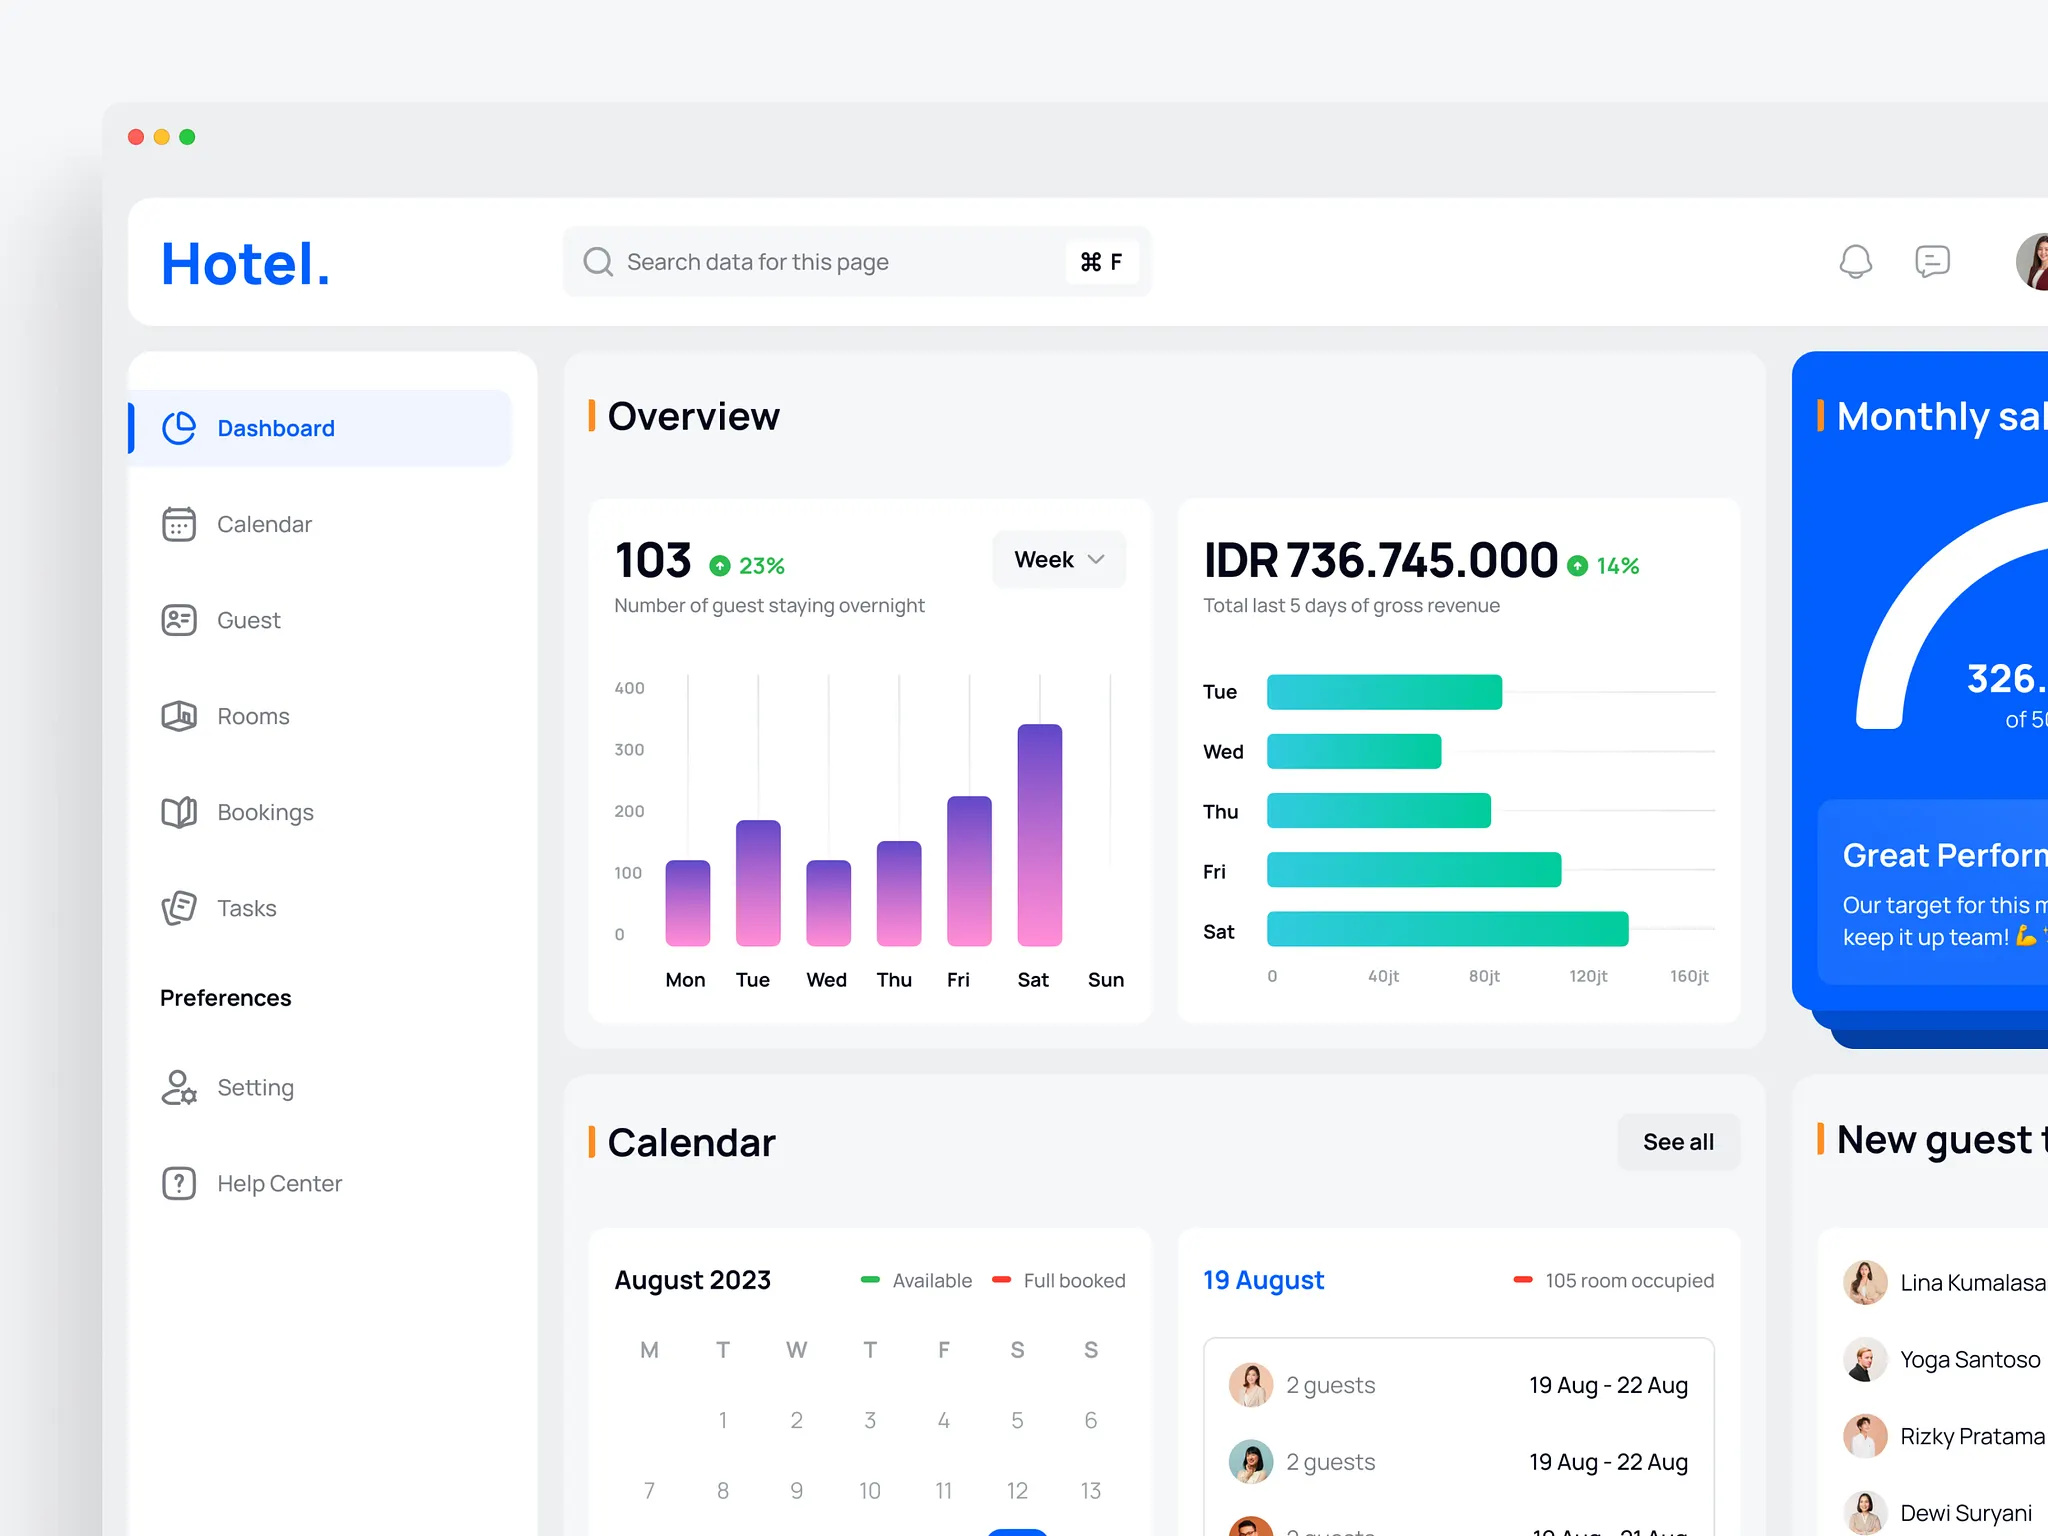 Hotel.
Search data for this page
⌘ F
Dashboard
Calendar
Guest
Rooms
Bookings
Tasks
Preferences
Setting
Help Center
Overview
103 23%
Week
Number of guest staying overnight
400
300
200
100
0
Mon Tue Wed Thu Fri Sat Sun
IDR 736.745.000 14%
Total last 5 days of gross revenue
Tue
Wed
Thu
Fri
Sat
0 40jt 80jt 120jt 160jt
Monthly sal
326.
of 50
Great Perform
Our target for this m
keep it up team! 💪
Calendar
See all
August 2023
Available Full booked
M T W T F S S
1 2 3 4 5 6
7 8 9 10 11 12 13
19 August
105 room occupied
2 guests 19 Aug - 22 Aug
2 guests 19 Aug - 22 Aug
New guest t
Lina Kumalasa
Yoga Santoso
Rizky Pratama
Dewi Suryani